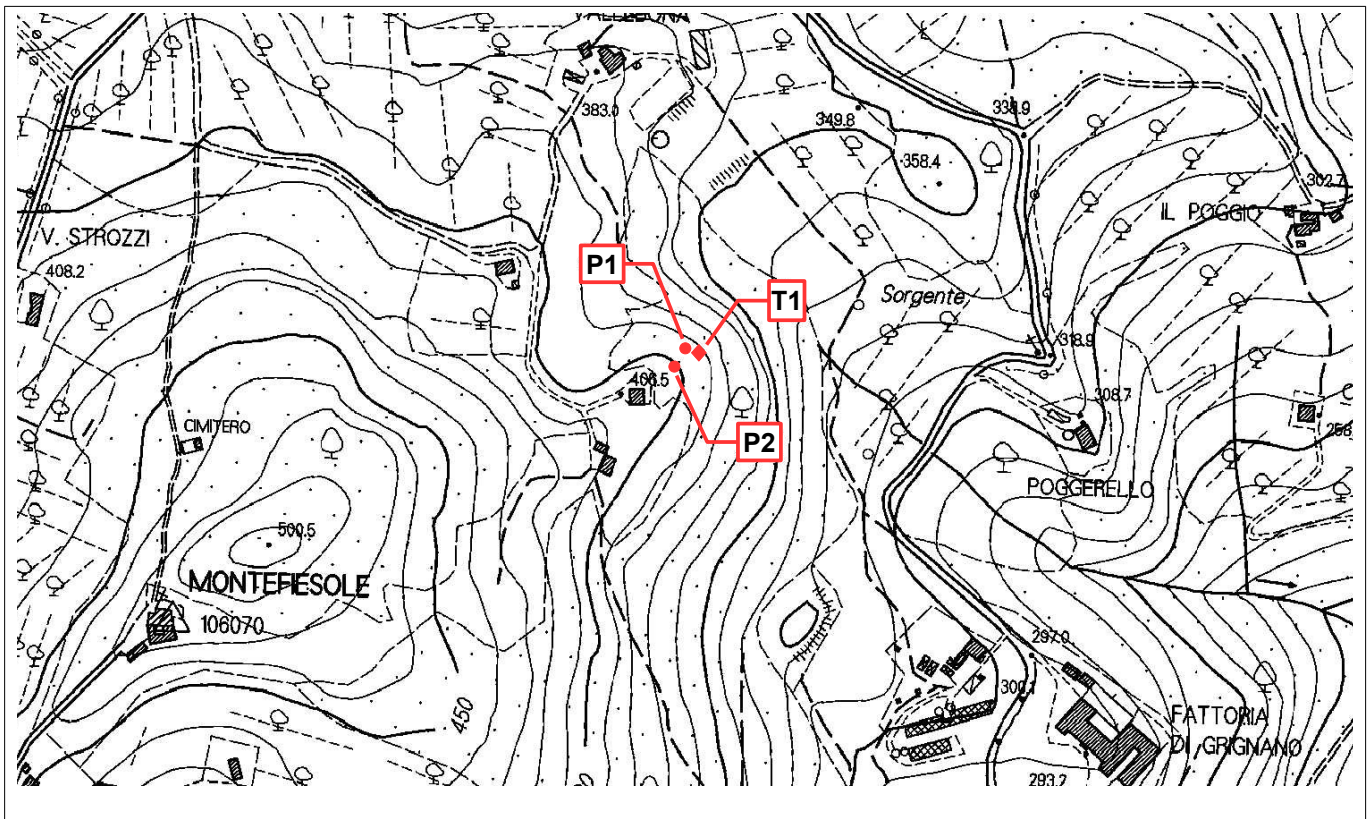 383.0
349.8
338.9
358.4
302.7
IL POGGIO
V. STROZZI
408.2
P1
T1
Sorgente
318.9
406.5
308.7
CIMITERO
P2
258
POGGERELLO
500.5
MONTEFIESOLE
106070
297.0
300.1
450
FATTORIA
DI GRIGNANO
293.2